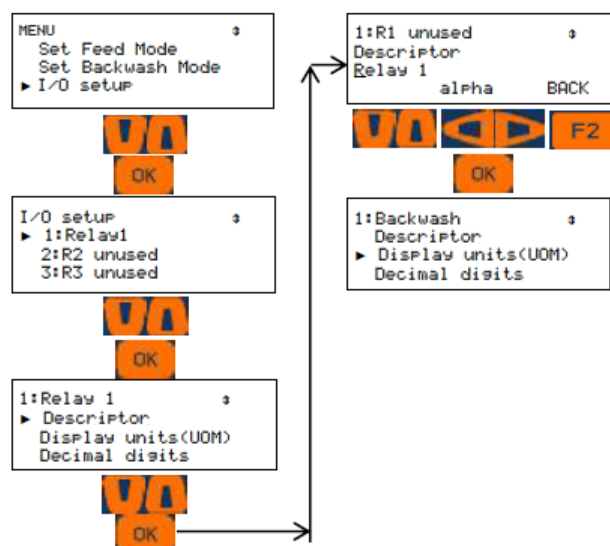 MENU
Set Feed Mode
Set Backwash Mode
I/O setup
OK
I/O setup
1:Relay1
2:R2 unused
3:R3 unused
OK
1:Relay 1
Descriptor
Display units(UOM)
Decimal digits
OK
1:R1 unused
Descriptor
Relay 1
alpha BACK
F2
OK
1:Backwash
Descriptor
Display units(UOM)
Decimal digits